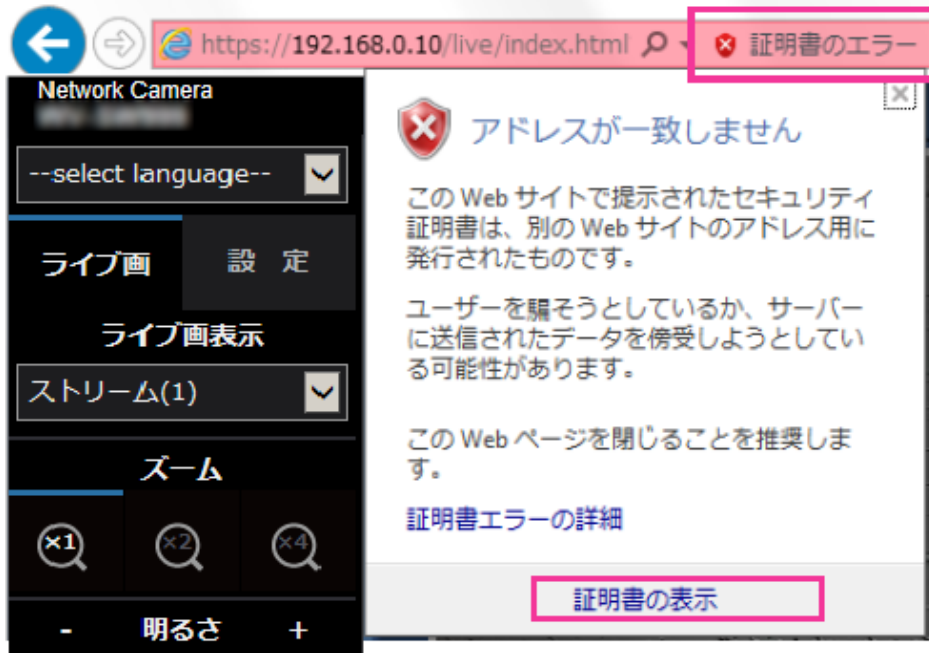 https://192.168.0.10/live/index.html
証明書のエラー
Network Camera
--select language--
ライブ画
設 定
ライブ画表示
ストリーム(1)
ズーム
×1
×2
×4
- 明るさ +
アドレスが一致しません
この Web サイトで提示されたセキュリティ
証明書は、別の Web サイトのアドレス用に
発行されたものです。
ユーザーを騙そうとしているか、サーバー
に送信されたデータを傍受しようとしてい
る可能性があります。
この Web ページを閉じることを推奨しま
す。
証明書エラーの詳細
証明書の表示